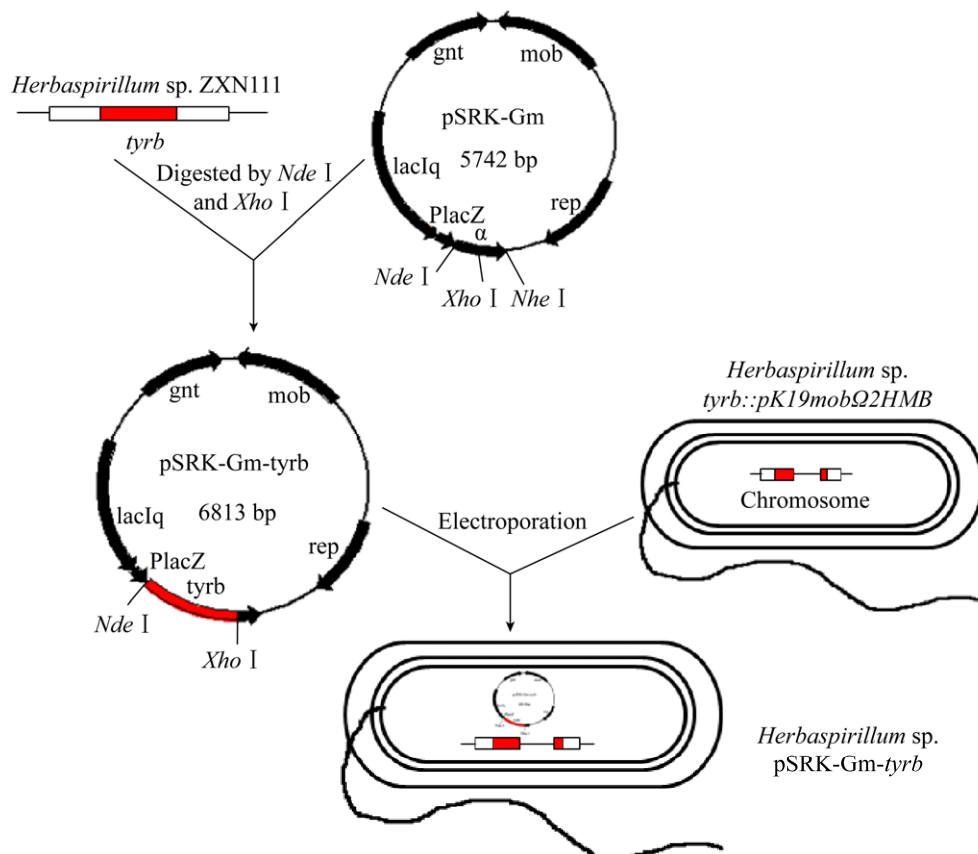 Herbaspirillum sp. ZXN111
tyrb
Digested by Nde Ⅰ
and Xho Ⅰ
gnt
mob
pSRK-Gm
5742 bp
lacIq
rep
PlacZ
α
Nde Ⅰ
Xho Ⅰ
Nhe Ⅰ
gnt
mob
pSRK-Gm-tyrb
6813 bp
lacIq
rep
PlacZ
tyrb
Nde Ⅰ
Xho Ⅰ
Electroporation
Herbaspirillum sp.
tyrb::pK19mobΩ2HMB
Chromosome
Herbaspirillum sp.
pSRK-Gm-tyrb